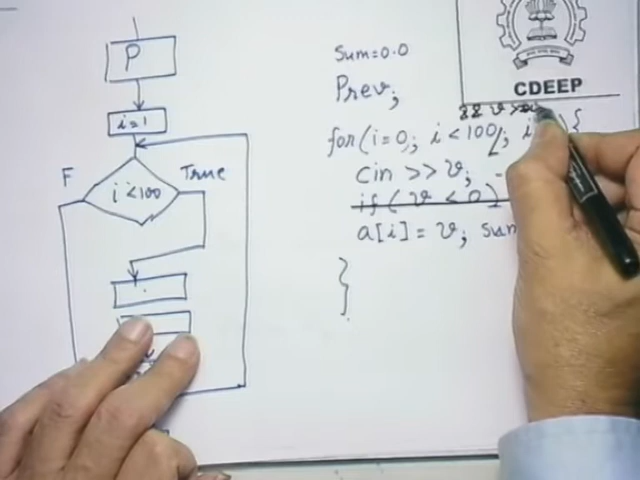 P
i=1
F
True
i<100
CDEEP
Sum=0.0
Prev;
&& v >
for(i=0; i<100; i
{
cin >> v;
if( v < 0)
a[i] = v; sum
}